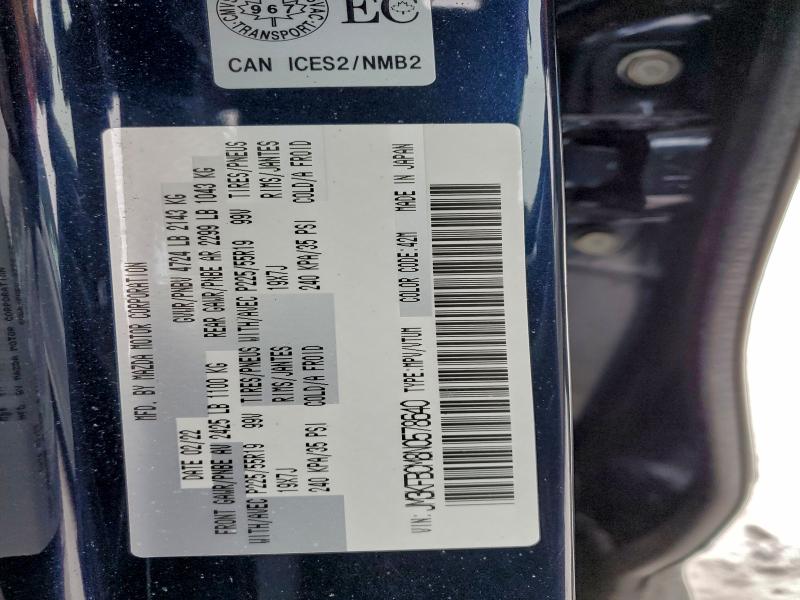 TRANSPORT
EC
CAN ICES2/NMB2
MFD. BY MAZDA MOTOR CORPORATION
DATE 02/22 GVWR/PNBV 4724 LB 2143 KG
FRONT GAWR/PNBE AV 2425 LB 1100 KG REAR GAWR/PNBE AR 2299 LB 1043 KG
WITH/AVEC P225/55R19 99V TIRES/PNEUS WITH/AVEC P225/55R19 99V TIRES/PNEUS
19X7J RIMS/JANTES 19X7J RIMS/JANTES
240 KPA/35 PSI COLD/A FROID 240 KPA/35 PSI COLD/A FROID
VIN: TYPE:MPV/VTUM COLOR CODE:42M MADE IN JAPAN